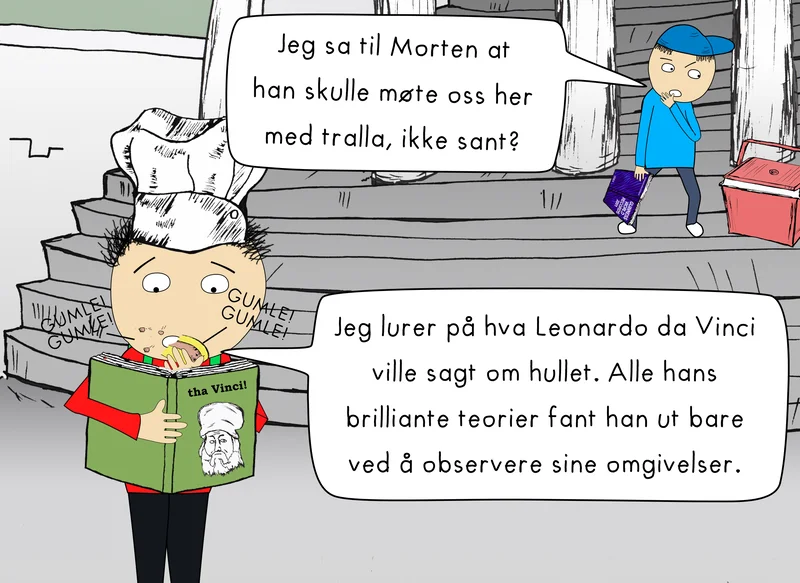 Jeg sa til Morten at
han skulle møte oss her
med tralla, ikke sant?
GUMLE!
GUMLE!
GUMLE!
GUMLE!
Jeg lurer på hva Leonardo da Vinci
ville sagt om hullet. Alle hans
brilliante teorier fant han ut bare
ved å observere sine omgivelser.
tha Vinci!